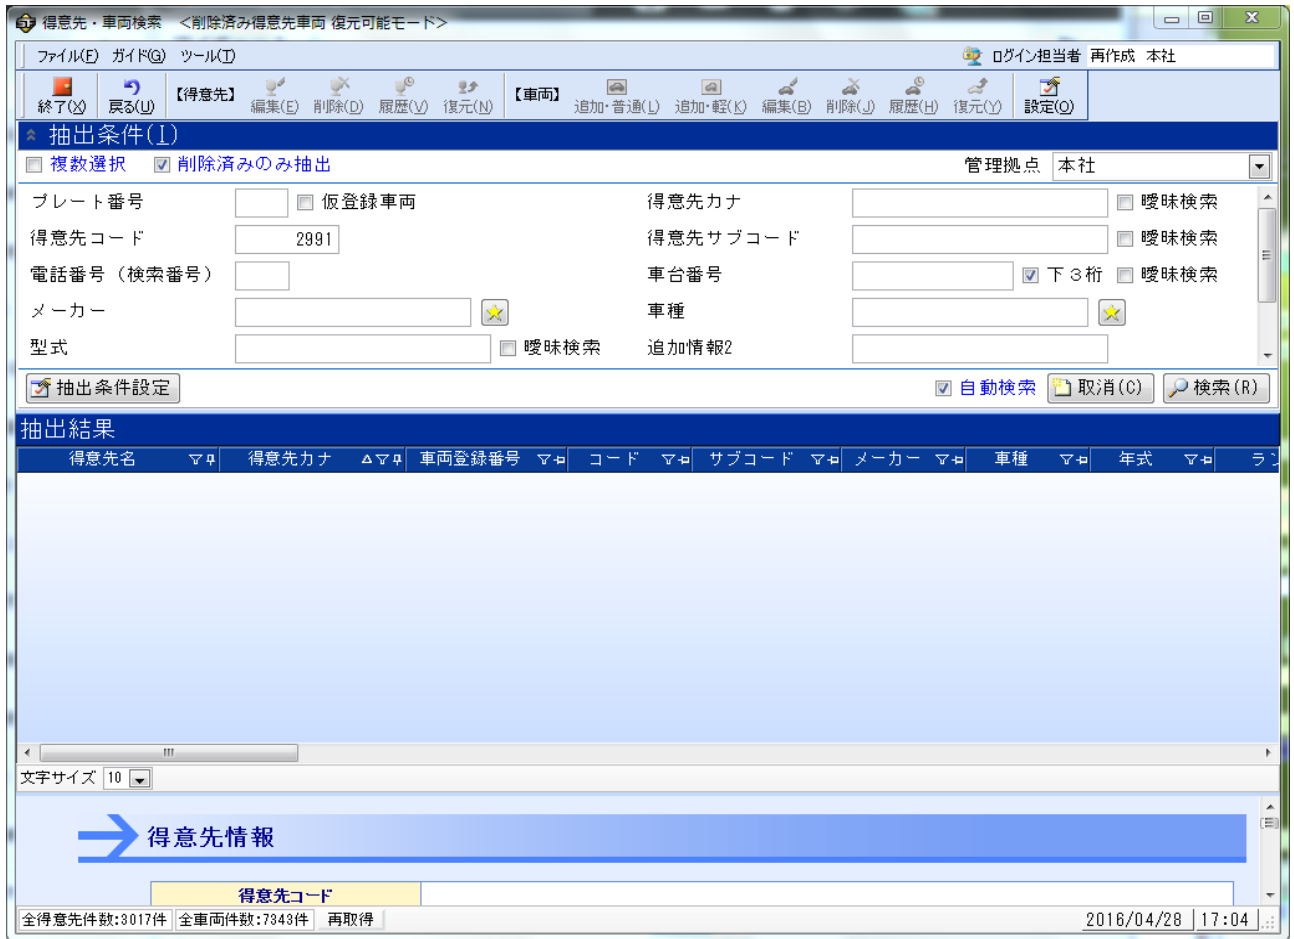 得意先・車両検索　<削除済み得意先車両 復元可能モード>
ファイル(F) ガイド(G) ツール(T) ログイン担当者 再作成 本社
終了(X) 戻る(U) 【得意先】 編集(E) 削除(D) 履歴(V) 復元(N) 【車両】 追加・普通(L) 追加・軽(K) 編集(B) 削除(J) 履歴(H) 復元(Y) 設定(O)
抽出条件(I)
複数選択 削除済みのみ抽出 管理拠点 本社
プレート番号 仮登録車両 得意先カナ 曖昧検索
得意先コード 2991 得意先サブコード 曖昧検索
電話番号（検索番号） 車台番号 下３桁 曖昧検索
メーカー 車種
型式 曖昧検索 追加情報2
抽出条件設定 自動検索 取消(C) 検索(R)
抽出結果
得意先名 得意先カナ 車両登録番号 コード サブコード メーカー 車種 年式 ラン
文字サイズ 10
得意先情報
得意先コード
全得意先件数:3017件 全車両件数:7343件 再取得 2016/04/28 17:04